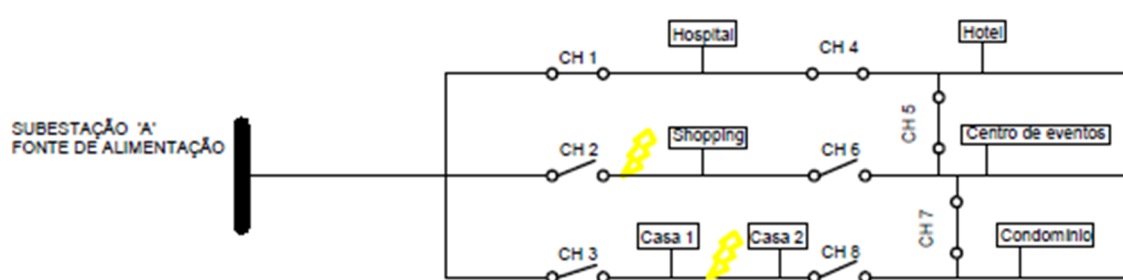 Hospital
Hotel
CH 1
CH 4
CH 5
SUBESTAÇÃO 'A'
FONTE DE ALIMENTAÇÃO
CH 2
Shopping
CH 6
Centro de eventos
CH 3
Casa 1
Casa 2
CH 8
CH 7
Condomínio